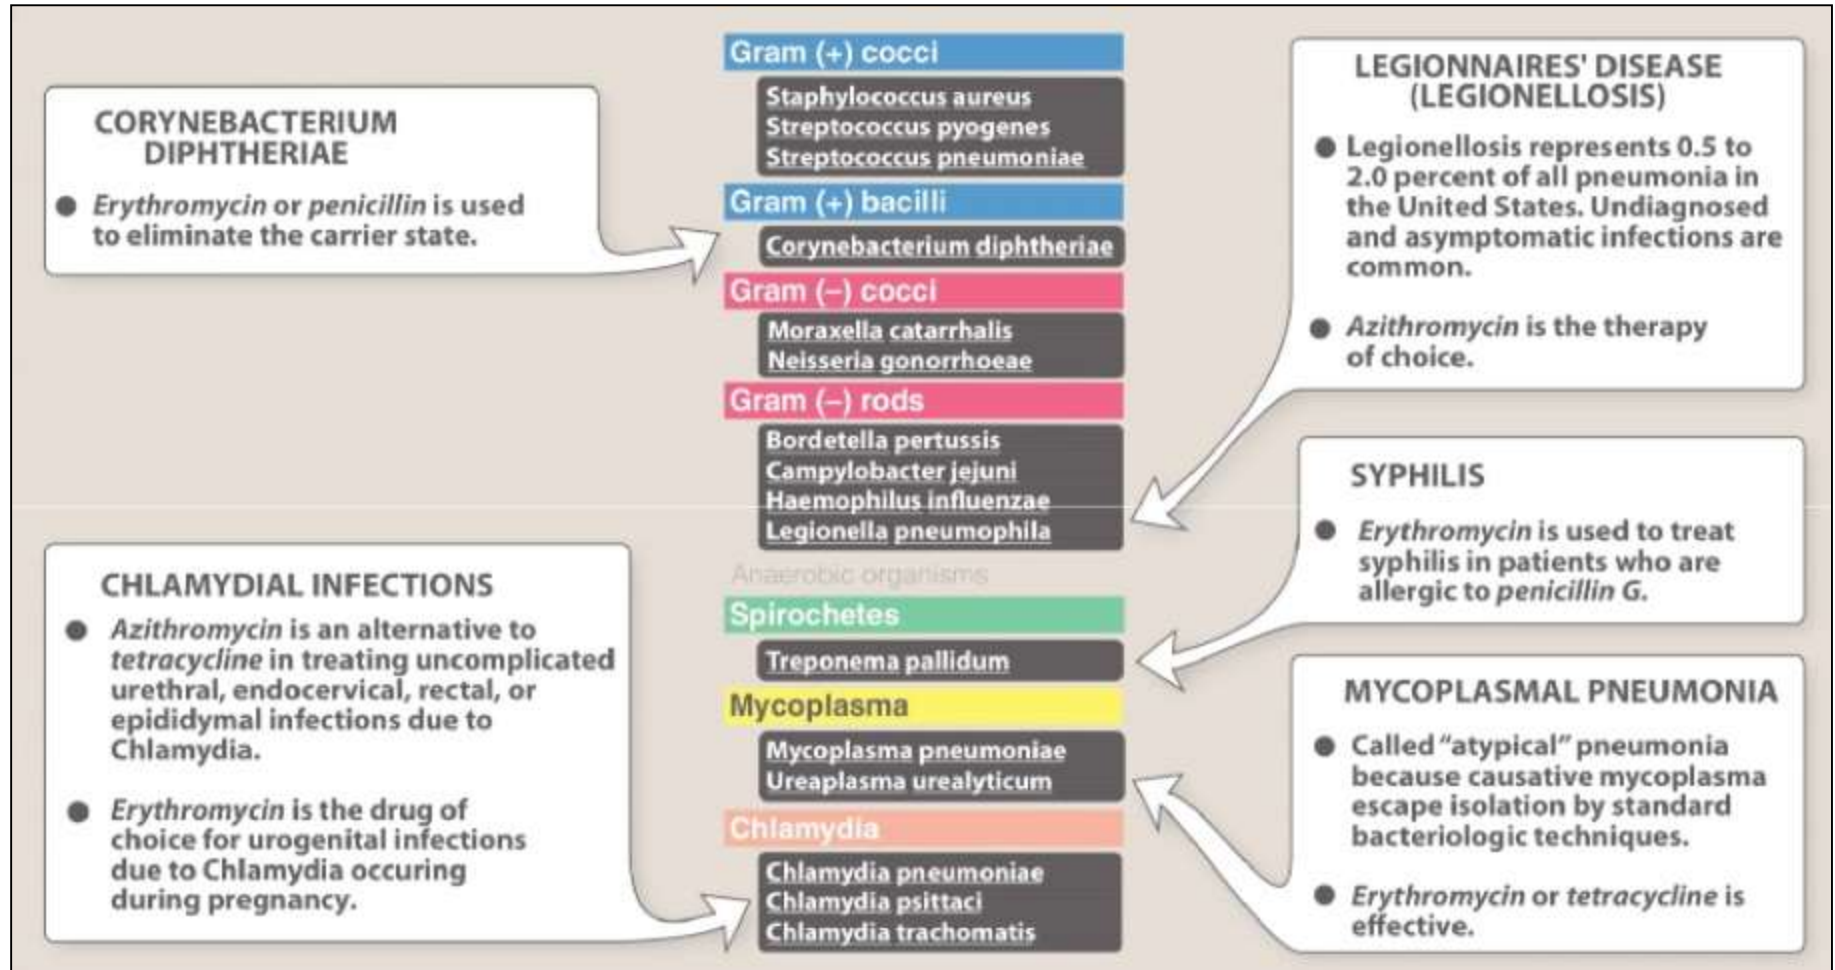 CORYNEBACTERIUM
DIPHTHERIAE
● Erythromycin or penicillin is used
to eliminate the carrier state.
CHLAMYDIAL INFECTIONS
● Azithromycin is an alternative to
tetracycline in treating uncomplicated
urethral, endocervical, rectal, or
epididymal infections due to
Chlamydia.
● Erythromycin is the drug of
choice for urogenital infections
due to Chlamydia occuring
during pregnancy.
Gram (+) cocci
Staphylococcus aureus
Streptococcus pyogenes
Streptococcus pneumoniae
Gram (+) bacilli
Corynebacterium diphtheriae
Gram (–) cocci
Moraxella catarrhalis
Neisseria gonorrhoeae
Gram (–) rods
Bordetella pertussis
Campylobacter jejuni
Haemophilus influenzae
Legionella pneumophila
Anaerobic organisms
Spirochetes
Treponema pallidum
Mycoplasma
Mycoplasma pneumoniae
Ureaplasma urealyticum
Chlamydia
Chlamydia pneumoniae
Chlamydia psittaci
Chlamydia trachomatis
LEGIONNAIRES' DISEASE
(LEGIONELLOSIS)
● Legionellosis represents 0.5 to
2.0 percent of all pneumonia in
the United States. Undiagnosed
and asymptomatic infections are
common.
● Azithromycin is the therapy
of choice.
SYPHILIS
● Erythromycin is used to treat
syphilis in patients who are
allergic to penicillin G.
MYCOPLASMAL PNEUMONIA
● Called “atypical” pneumonia
because causative mycoplasma
escape isolation by standard
bacteriologic techniques.
● Erythromycin or tetracycline is
effective.